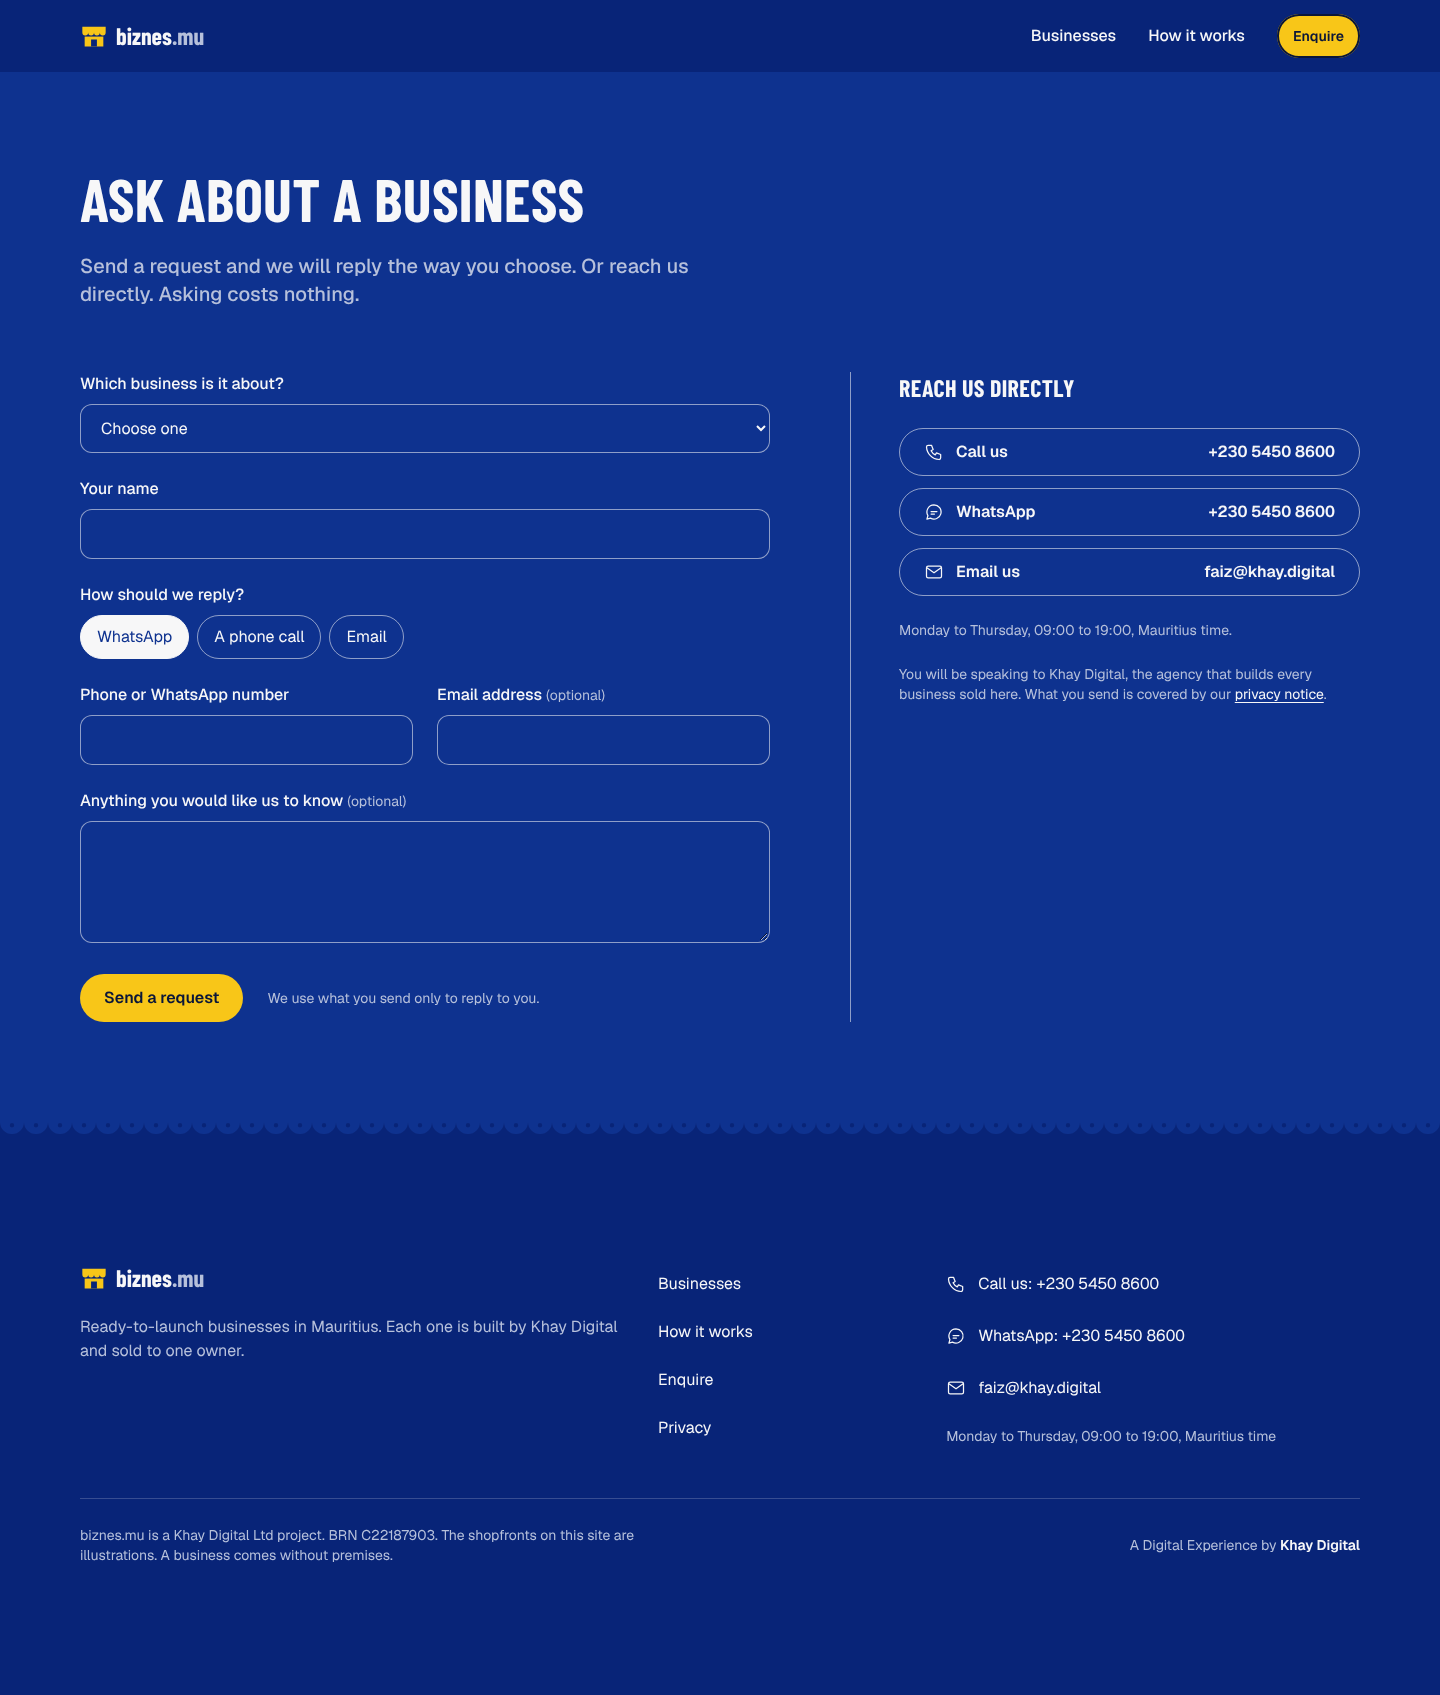 biznes.mu
Businesses
How it works
Enquire
ASK ABOUT A BUSINESS
Send a request and we will reply the way you choose. Or reach us
directly. Asking costs nothing.
Which business is it about?
Choose one
Your name
How should we reply?
WhatsApp
A phone call
Email
Phone or WhatsApp number
Email address (optional)
Anything you would like us to know (optional)
Send a request
We use what you send only to reply to you.
REACH US DIRECTLY
Call us +230 5450 8600
WhatsApp +230 5450 8600
Email us faiz@khay.digital
Monday to Thursday, 09:00 to 19:00, Mauritius time.
You will be speaking to Khay Digital, the agency that builds every
business sold here. What you send is covered by our privacy notice.
biznes.mu
Ready-to-launch businesses in Mauritius. Each one is built by Khay Digital
and sold to one owner.
Businesses
How it works
Enquire
Privacy
Call us: +230 5450 8600
WhatsApp: +230 5450 8600
faiz@khay.digital
Monday to Thursday, 09:00 to 19:00, Mauritius time
biznes.mu is a Khay Digital Ltd project. BRN C22187903. The shopfronts on this site are
illustrations. A business comes without premises.
A Digital Experience by Khay Digital